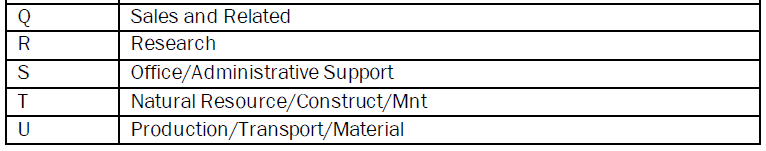 Q Sales and Related
R Research
S Office/Administrative Support
T Natural Resource/Construct/Mnt
U Production/Transport/Material